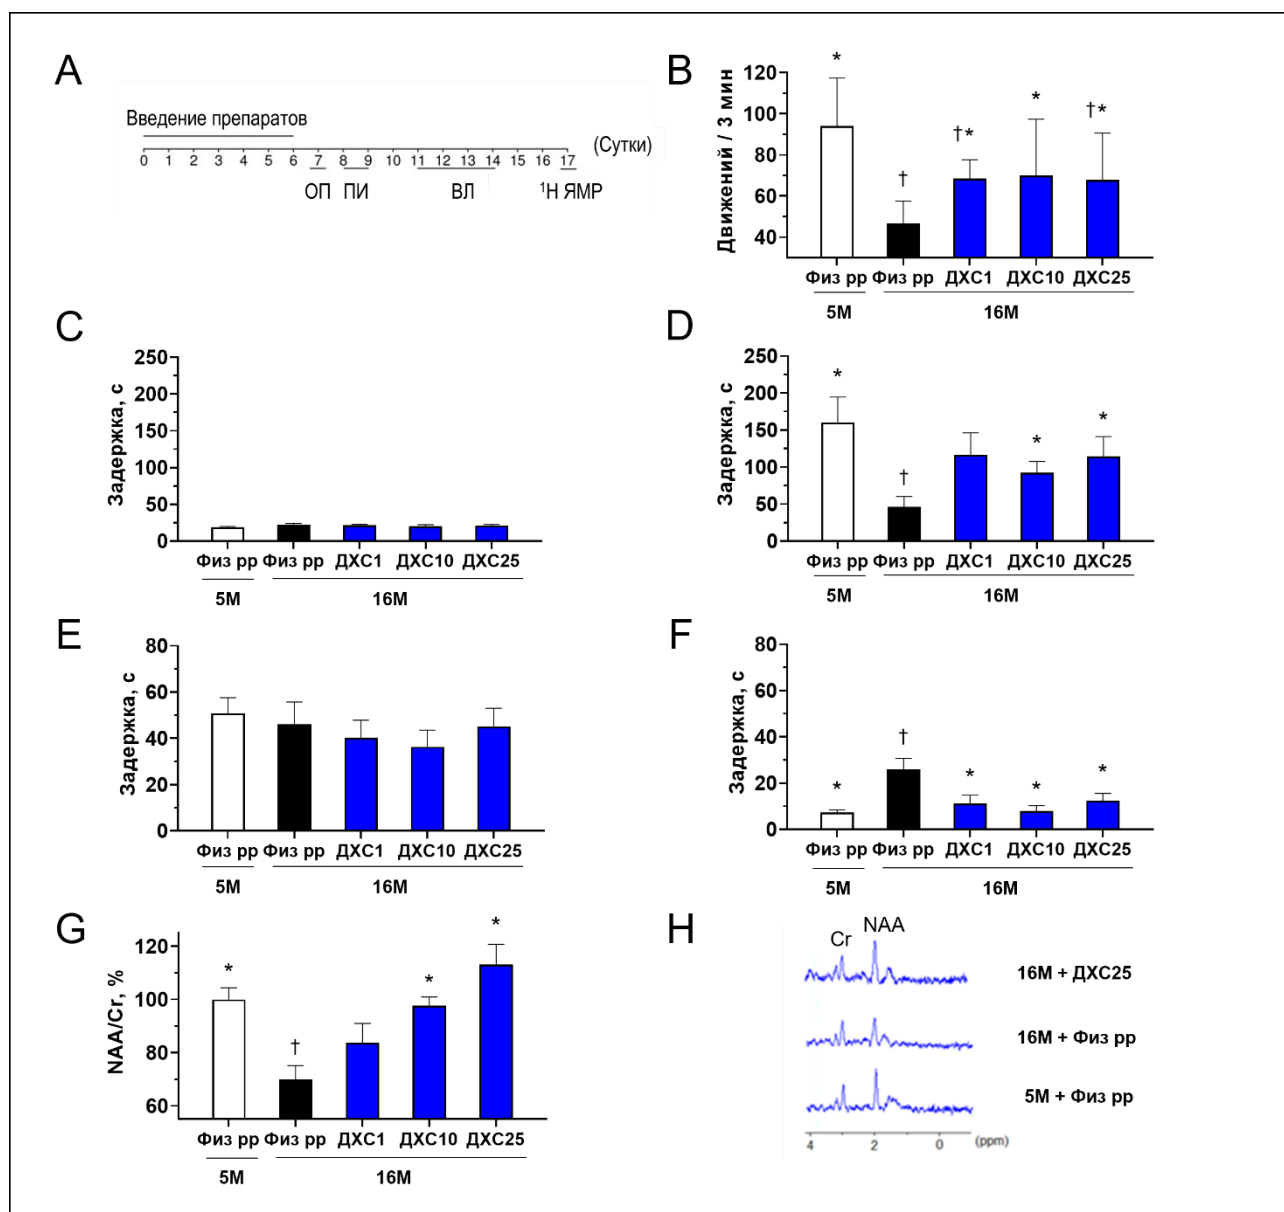 A
Введение препаратов
0 1 2 3 4 5 6 7 8 9 10 11 12 13 14 15 16 17
(Сутки)
ОП ПИ ВЛ ¹Н ЯМР
B
Движений / 3 мин
120
100
80
60
40
* † †* * †*
Физ рр Физ рр ДХС1 ДХС10 ДХС25
5М 16М
C
Задержка, с
250
200
150
100
50
0
Физ рр Физ рр ДХС1 ДХС10 ДХС25
5М 16М
D
Задержка, с
250
200
150
100
50
0
* † * *
Физ рр Физ рр ДХС1 ДХС10 ДХС25
5М 16М
E
Задержка, с
80
60
40
20
0
Физ рр Физ рр ДХС1 ДХС10 ДХС25
5М 16М
F
Задержка, с
80
60
40
20
0
* † * * *
Физ рр Физ рр ДХС1 ДХС10 ДХС25
5М 16М
G
NAA/Cr, %
120
100
80
60
* † * *
Физ рр Физ рр ДХС1 ДХС10 ДХС25
5М 16М
H
Cr NAA
16М + ДХС25
16М + Физ рр
5М + Физ рр
4 2 0 (ppm)